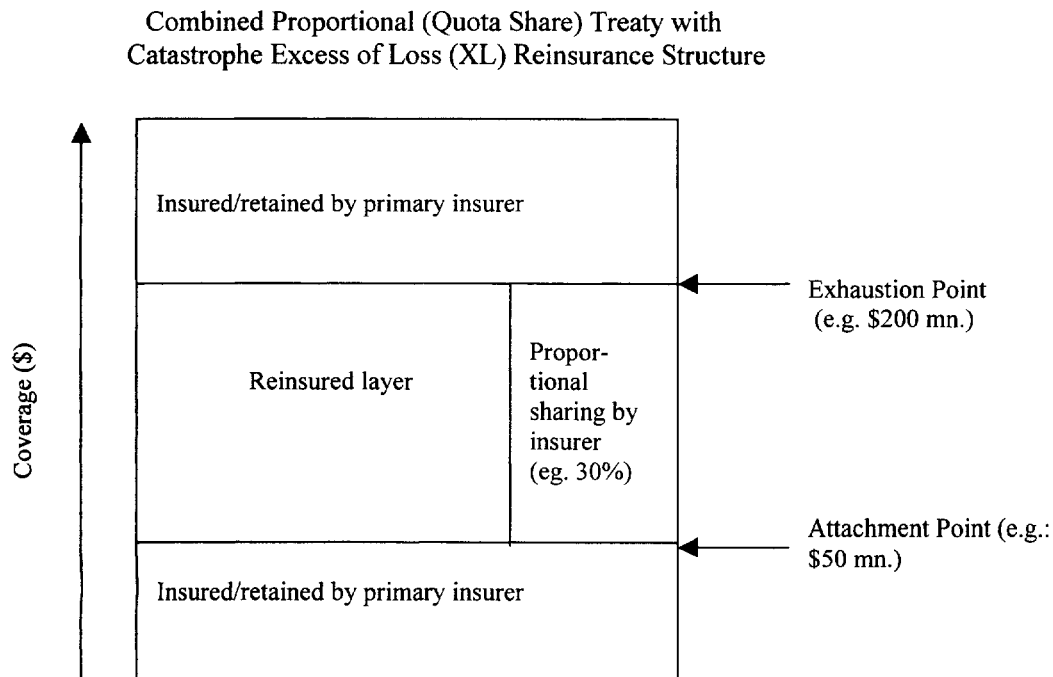 Combined Proportional (Quota Share) Treaty with
Catastrophe Excess of Loss (XL) Reinsurance Structure
Insured/retained by primary insurer
Exhaustion Point
(e.g. $200 mn.)
Coverage ($)
Reinsured layer
Propor-
tional
sharing by
insurer
(eg. 30%)
Attachment Point (e.g.:
$50 mn.)
Insured/retained by primary insurer